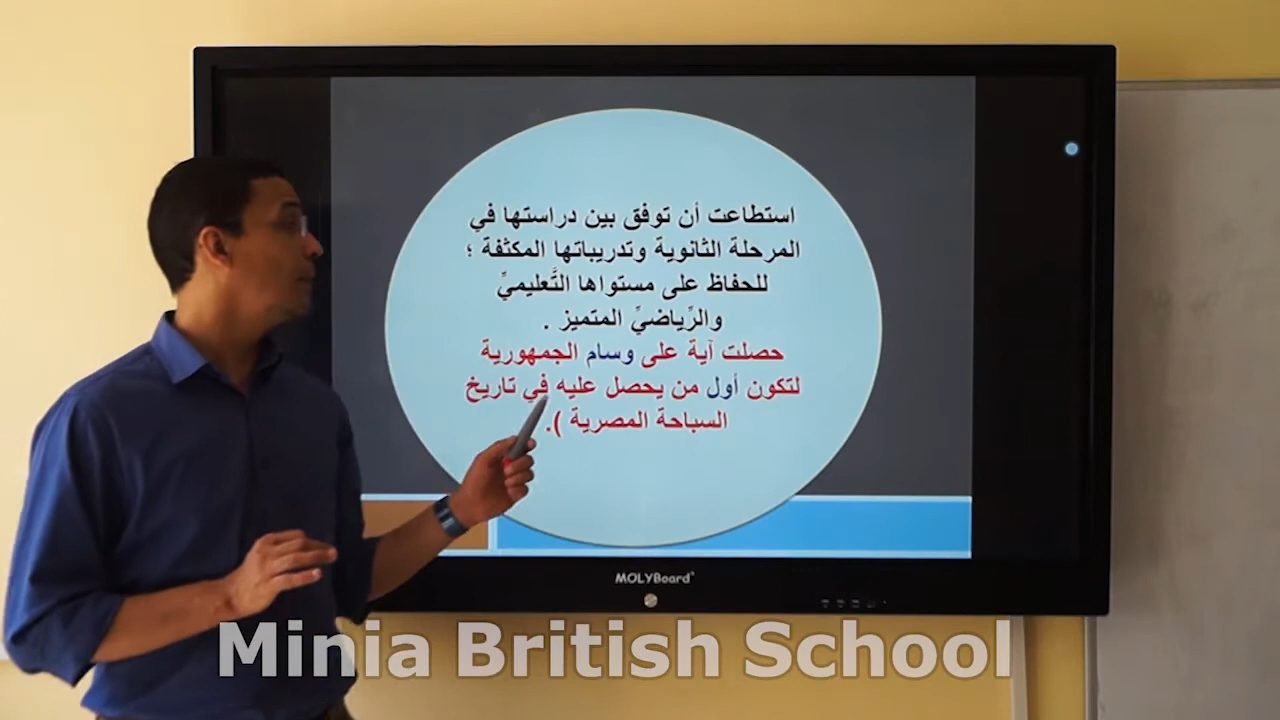 استطاعت أن توفق بين دراستها في
المرحلة الثانوية وتدريباتها المكثفة ؛
للحفاظ على مستواها التَّعليميِّ
والرِّياضيِّ المتميز .
حصلت آية على وسام الجمهورية
لتكون أول من يحصل عليه في تاريخ
السباحة المصرية ).
MOLYBoard
Minia British School